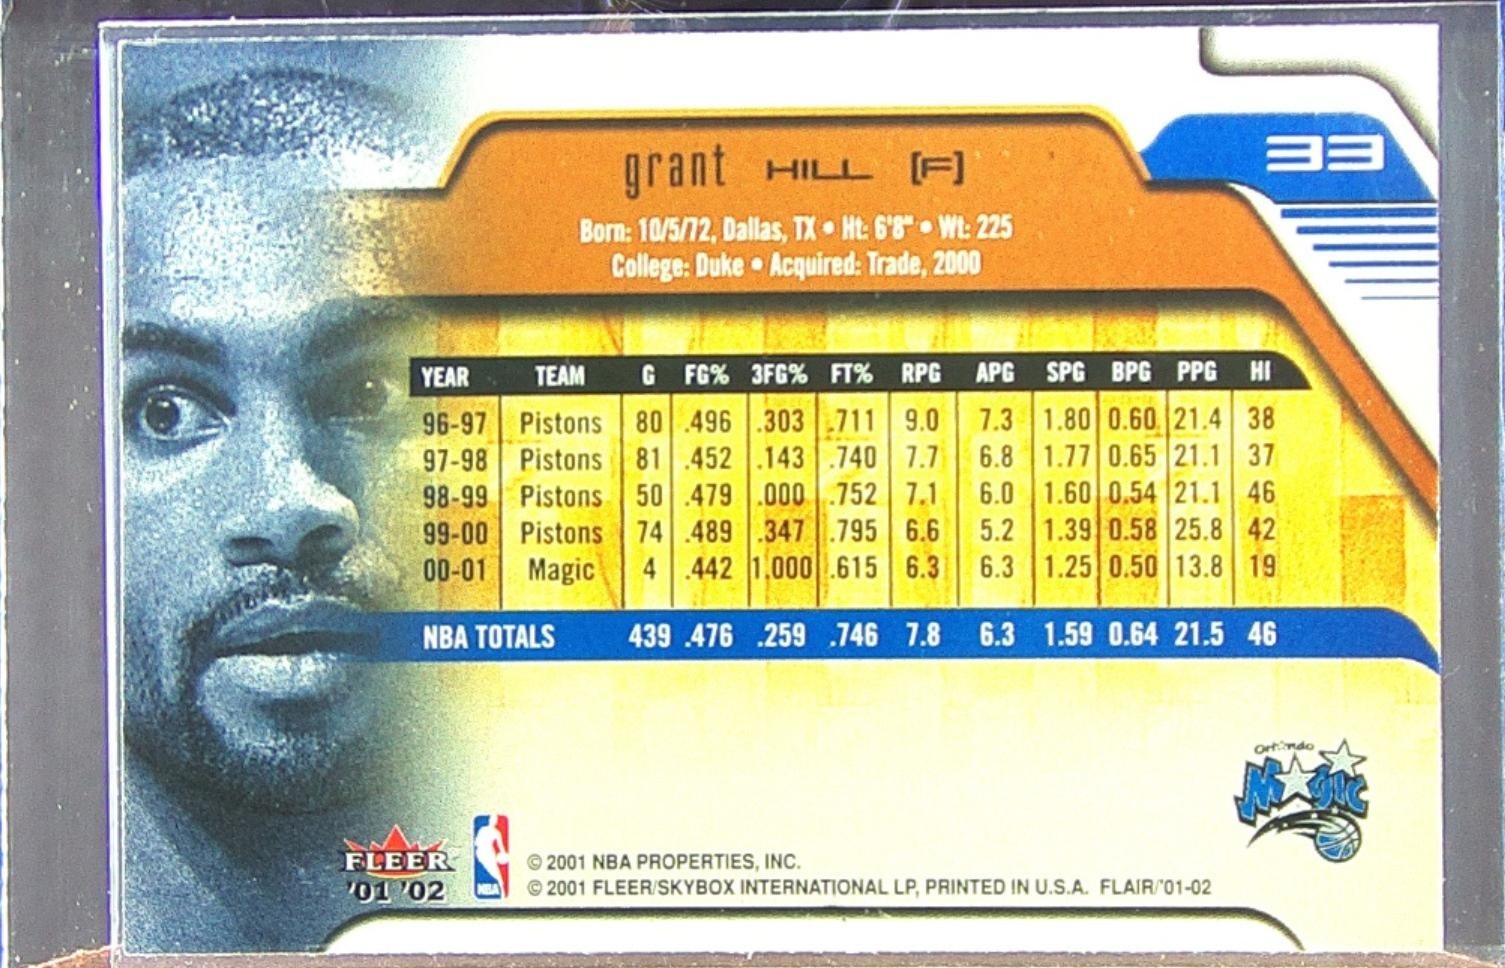 33
grant HILL [F]
Born: 10/5/72, Dallas, TX • Ht: 6'8" • Wt: 225
College: Duke • Acquired: Trade, 2000
YEAR TEAM G FG% 3FG% FT% RPG APG SPG BPG PPG HI
96-97 Pistons 80 .496 .303 .711 9.0 7.3 1.80 0.60 21.4 38
97-98 Pistons 81 .452 .143 .740 7.7 6.8 1.77 0.65 21.1 37
98-99 Pistons 50 .479 .000 .752 7.1 6.0 1.60 0.54 21.1 46
99-00 Pistons 74 .489 .347 .795 6.6 5.2 1.39 0.58 25.8 42
00-01 Magic 4 .442 1.000 .615 6.3 6.3 1.25 0.50 13.8 19
NBA TOTALS 439 .476 .259 .746 7.8 6.3 1.59 0.64 21.5 46
Orlando
Magic
FLEER
'01 '02
NBA
© 2001 NBA PROPERTIES, INC.
© 2001 FLEER/SKYBOX INTERNATIONAL LP, PRINTED IN U.S.A. FLAIR/'01-02